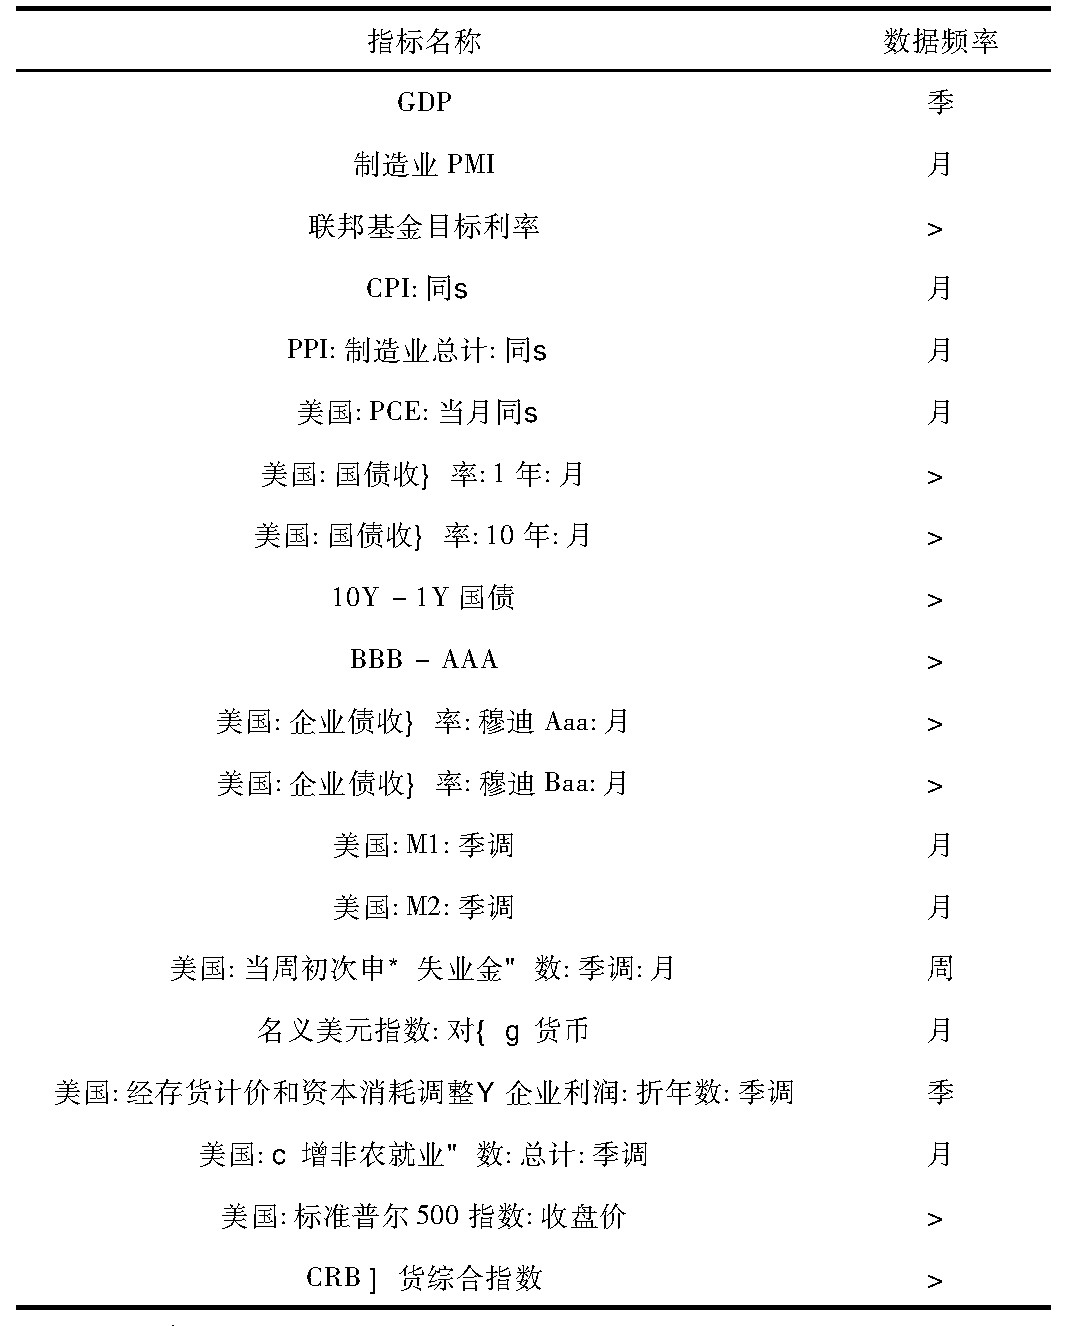 指标名称 数据频率
GDP 季
制造业 PMI 月
联邦基金目标利率 >
CPI: 同s 月
PPI: 制造业总计: 同s 月
美国: PCE: 当月同s 月
美国: 国债收} 率: 1 年: 月 >
美国: 国债收} 率: 10 年: 月 >
10Y - 1Y 国债 >
BBB - AAA >
美国: 企业债收} 率: 穆迪 Aaa: 月 >
美国: 企业债收} 率: 穆迪 Baa: 月 >
美国: M1: 季调 月
美国: M2: 季调 月
美国: 当周初次申* 失业金" 数: 季调: 月 周
名义美元指数: 对{ g 货币 月
美国: 经存货计价和资本消耗调整Y 企业利润: 折年数: 季调 季
美国: c 增非农就业" 数: 总计: 季调 月
美国: 标准普尔 500 指数: 收盘价 >
CRB ] 货综合指数 >